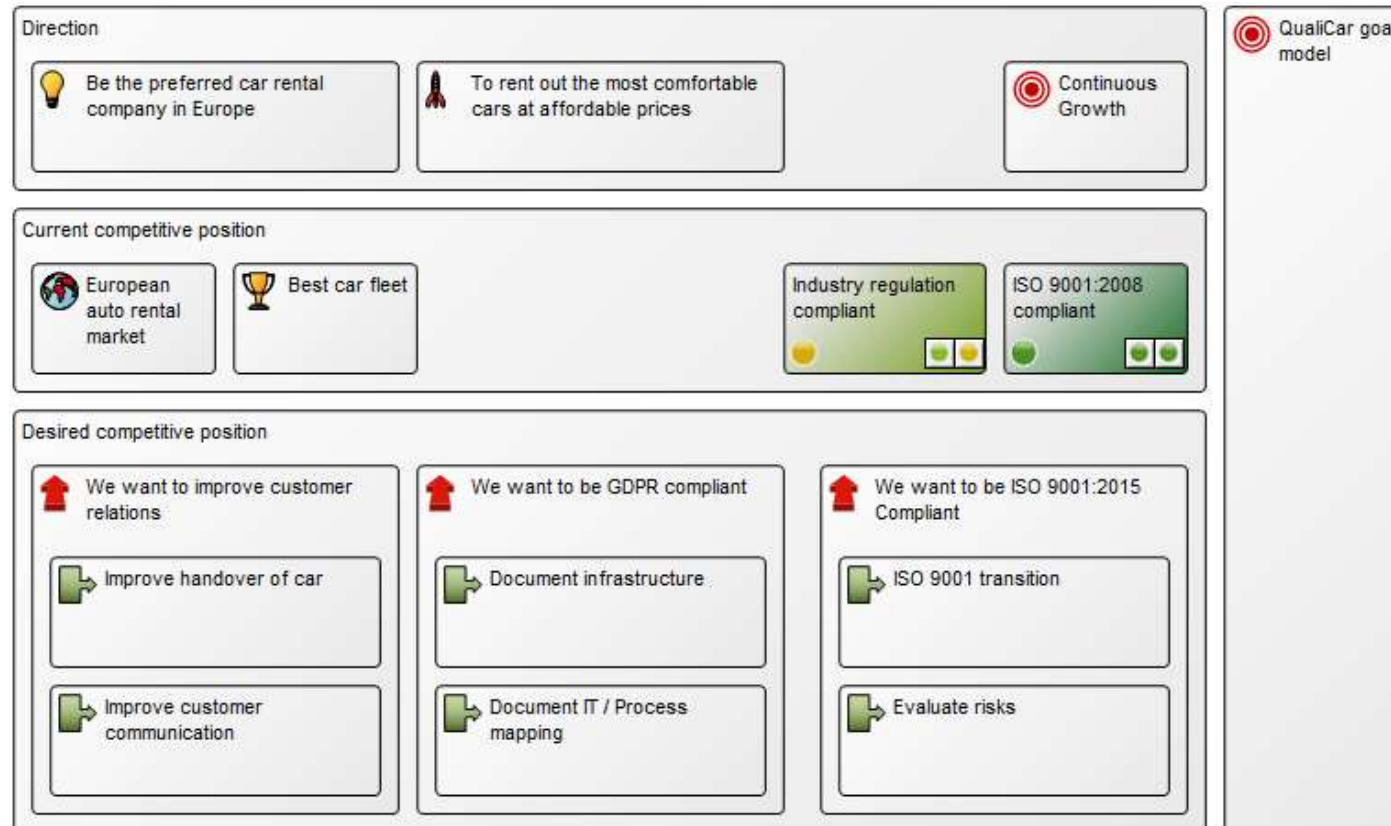 Direction
Be the preferred car rental
company in Europe
To rent out the most comfortable
cars at affordable prices
Continuous
Growth
QualiCar goa
model
Current competitive position
European
auto rental
market
Best car fleet
Industry regulation
compliant
ISO 9001:2008
compliant
Desired competitive position
We want to improve customer
relations
Improve handover of car
Improve customer
communication
We want to be GDPR compliant
Document infrastructure
Document IT / Process
mapping
We want to be ISO 9001:2015
Compliant
ISO 9001 transition
Evaluate risks